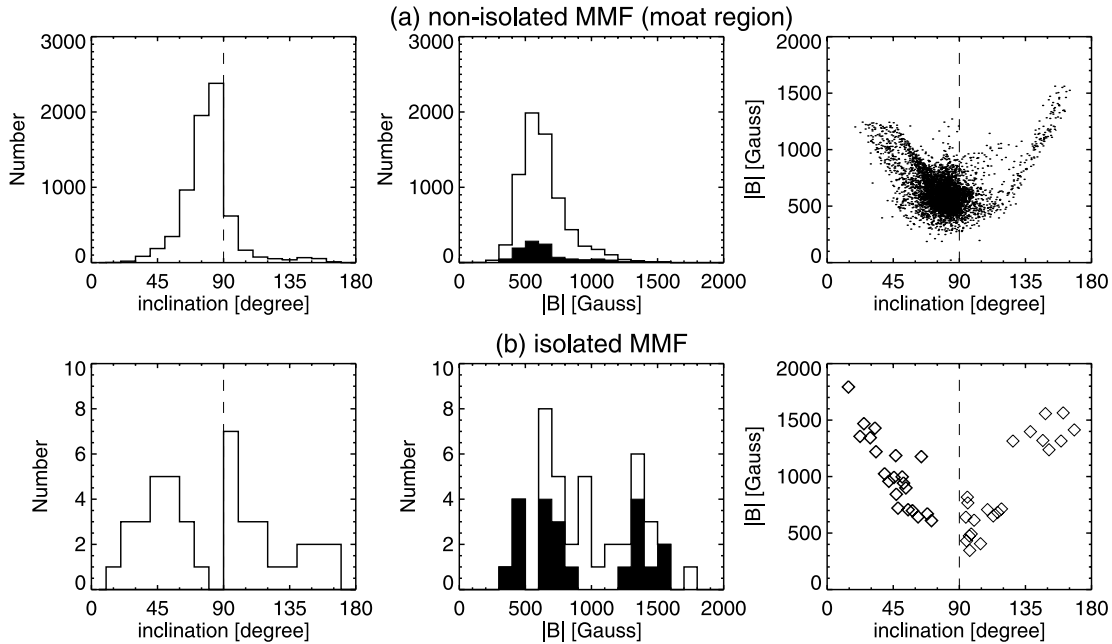 (a) non-isolated MMF (moat region)
3000
2000
1000
0
Number
0 45 90 135 180
inclination [degree]
3000
2000
1000
0
Number
0 500 1000 1500 2000
|B| [Gauss]
2000
1500
1000
500
0
|B| [Gauss]
0 45 90 135 180
inclination [degree]
(b) isolated MMF
10
8
6
4
2
0
Number
0 45 90 135 180
inclination [degree]
10
8
6
4
2
0
Number
0 500 1000 1500 2000
|B| [Gauss]
2000
1500
1000
500
0
|B| [Gauss]
0 45 90 135 180
inclination [degree]